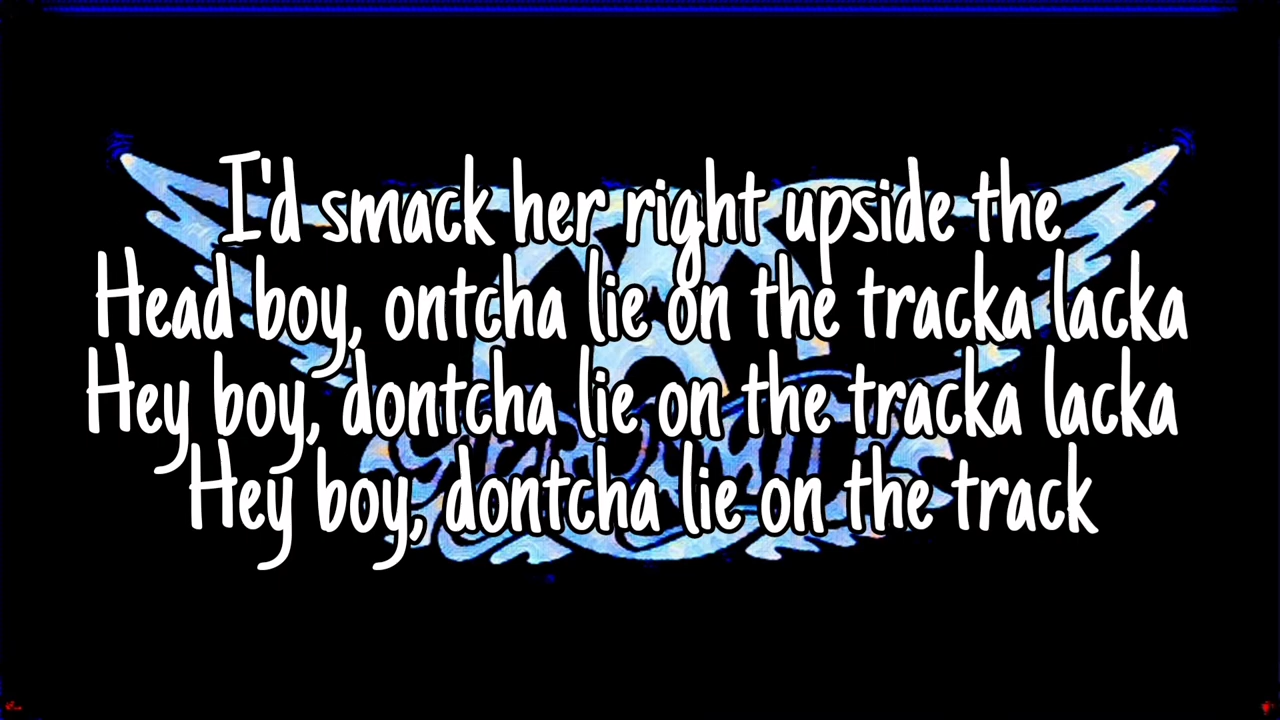 I'd smack her right upside the
Head boy, ontcha lie on the tracka lacka
Hey boy, dontcha lie on the tracka lacka
Hey boy, dontcha lie on the track